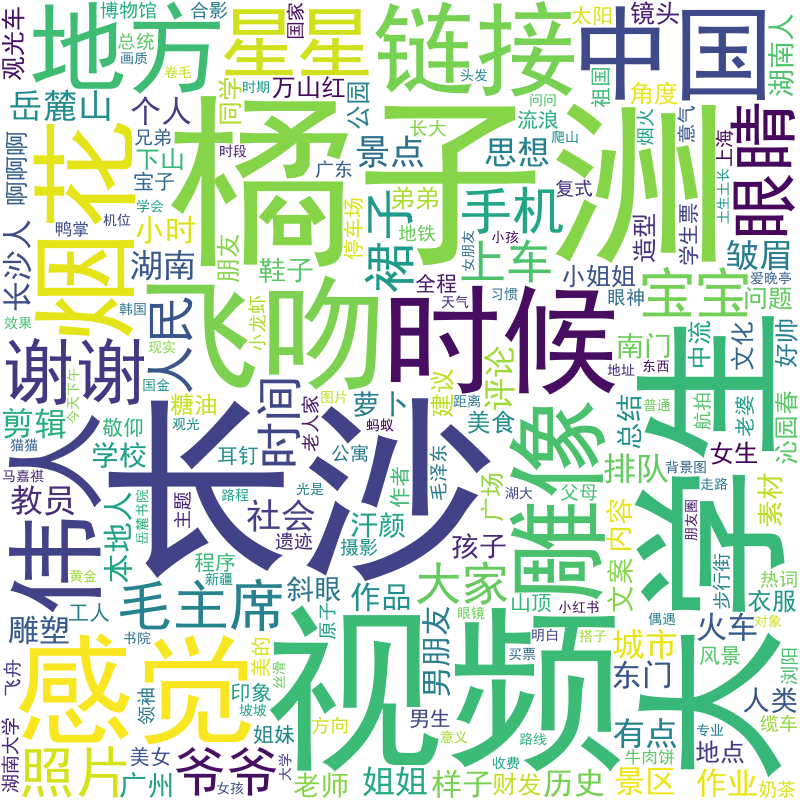 博物馆
合影
国家
太阳
镜头
湖南人
观光车
地方
星星
链接
中国
总统
画质
卷毛
时期
头发
问问
祖国
角度
岳麓山
个人
万山红
同学
公园
长大
流浪
烟火
意气
上海
眼睛
啊啊啊
烟花
兄弟
下山
宝子
时段
橘子洲
广东
景点
思想
爬山
土生土长
学会
鸭掌
机位
小时
朋友
停车场
弟弟
地铁
裙子
手机
复式
造型
学生票
长沙人
湖南
鞋子
小孩
女朋友
上车
小姐姐
皱眉
爱晚亭
韩国
效果
人民
飞吻
小龙虾
全程
天气
习惯
时候
眼神
宝宝
问题
谢谢
现实
国金
今天下午
图片
距离
评论
南门
地址
东西
中流
文化
好帅
剪辑
糖油
时间
老人家
萝卜
建议
美食
普通
航拍
老婆
沁园春
猫猫
敬仰
观光
蚂蚁
总结
伟人
长沙
学校
耳钉
公寓
作者
毛泽东
雕像
排队
背景图
女生
大学生
马嘉祺
教员
本地人
岳麓书院
主题
路程
光是
社会
汗颜
广场
湖大
父母
内容
走路
素材
遗迹
摄影
孩子
文案
朋友圈
步行街
黄金
程序
新疆
大家
山顶
热词
雕塑
工人
毛主席
斜眼
原子
作品
眼镜
小红书
偶遇
衣服
感觉
书院
视频
男朋友
明白
搭子
城市
火车
对象
飞舟
美的
丝滑
买票
东门
风景
浏阳
领袖
印象
坡坡
方向
男生
意义
路线
有点
专业
人类
缆车
湖南大学
照片
美女
姐妹
爷爷
大学
收费
牛肉饼
地点
广州
女孩
老师
姐姐
样子
财发
历史
景区
作业
奶茶